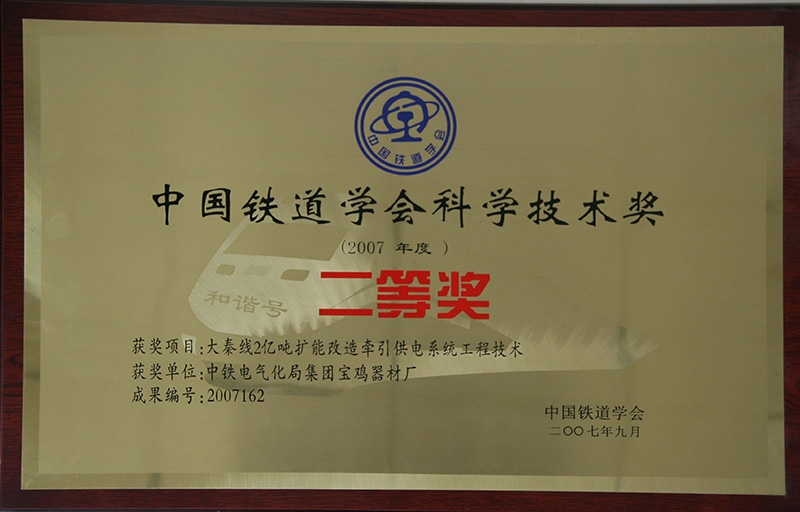 中国铁道学会
中国铁道学会科学技术奖
(2007 年度 )
二等奖
和谐号
获奖项目:大秦线2亿吨扩能改造牵引供电系统工程技术
获奖单位:中铁电气化局集团宝鸡器材厂
成果编号:2007162
中国铁道学会
二〇〇七年九月